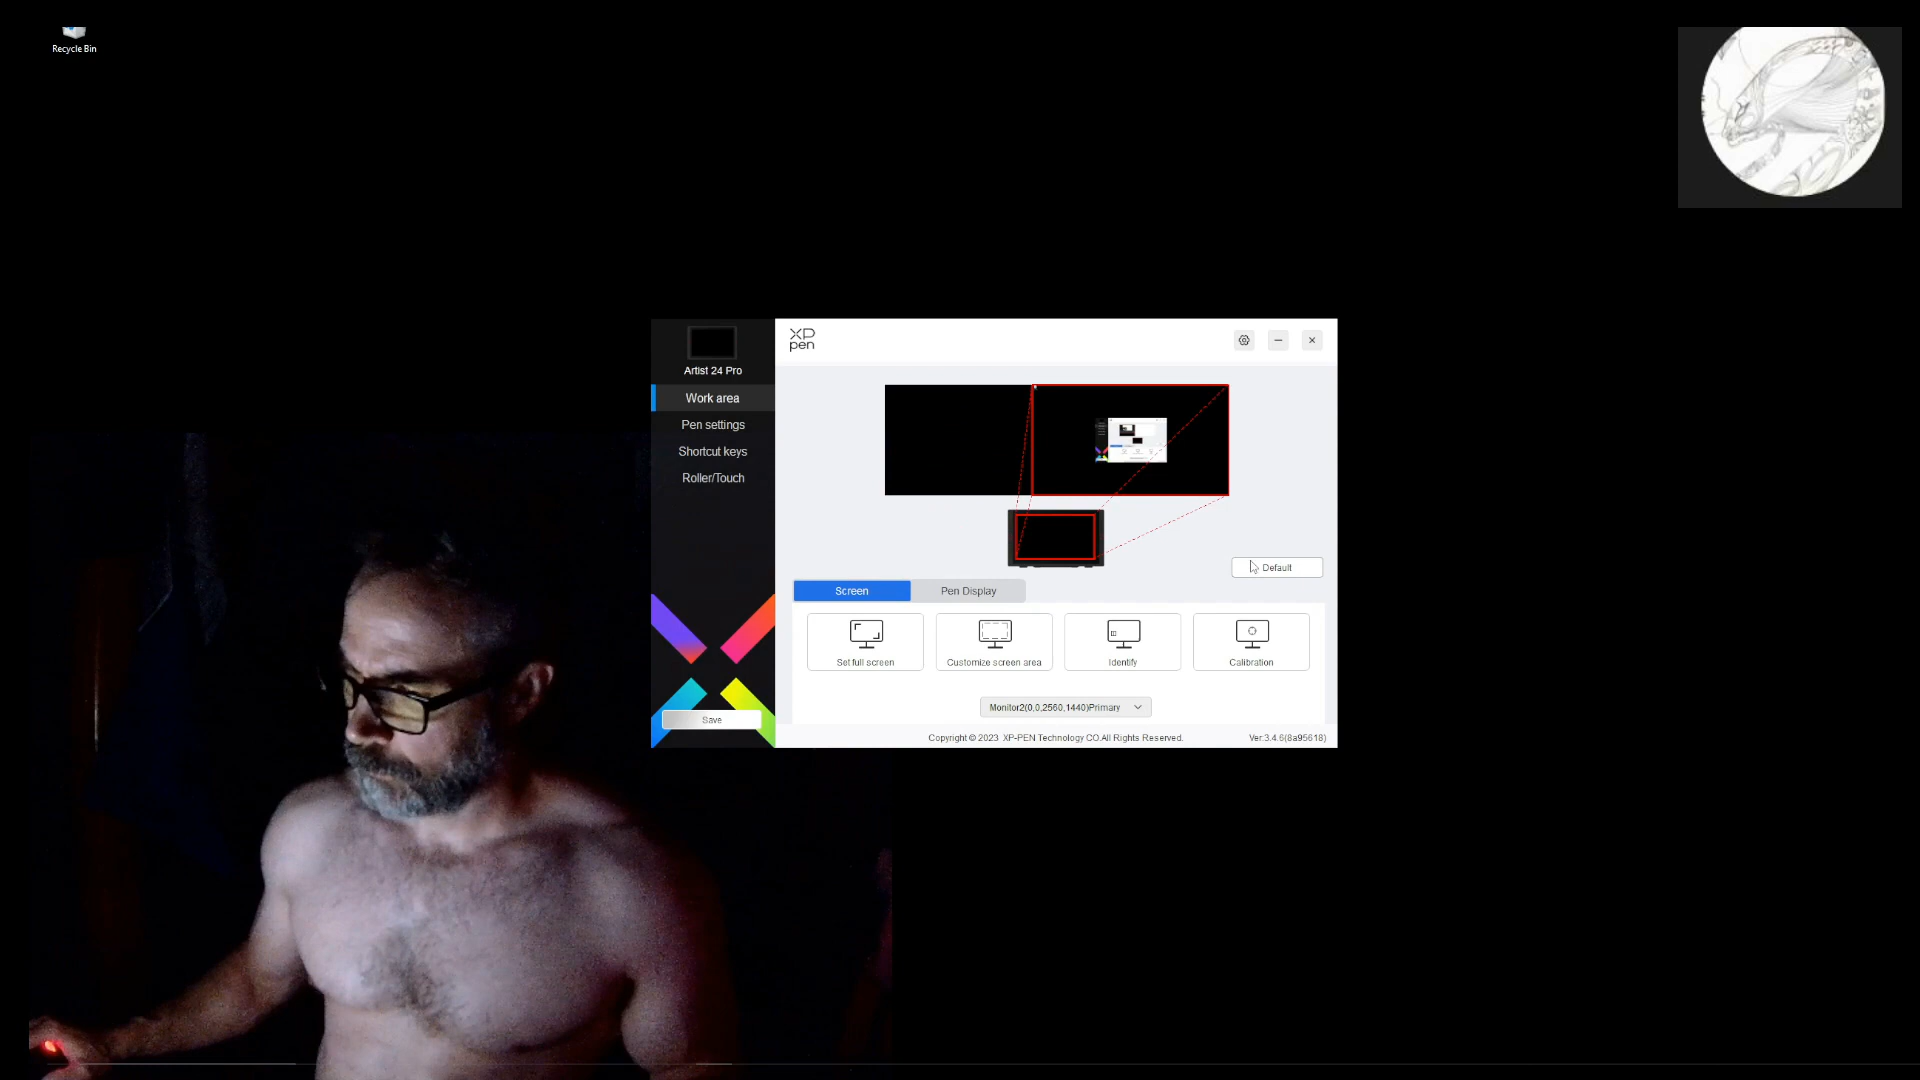 Recycle Bin
XP
pen
Artist 24 Pro
Work area
Pen settings
Shortcut keys
Roller/Touch
Default
Screen
Pen Display
Set full screen
Customize screen area
Identify
Calibration
Monitor2(0,0,2560,1440)Primary
Save
Copyright © 2023 XP-PEN Technology CO.All Rights Reserved.
Ver:3.4.6(8a95618)